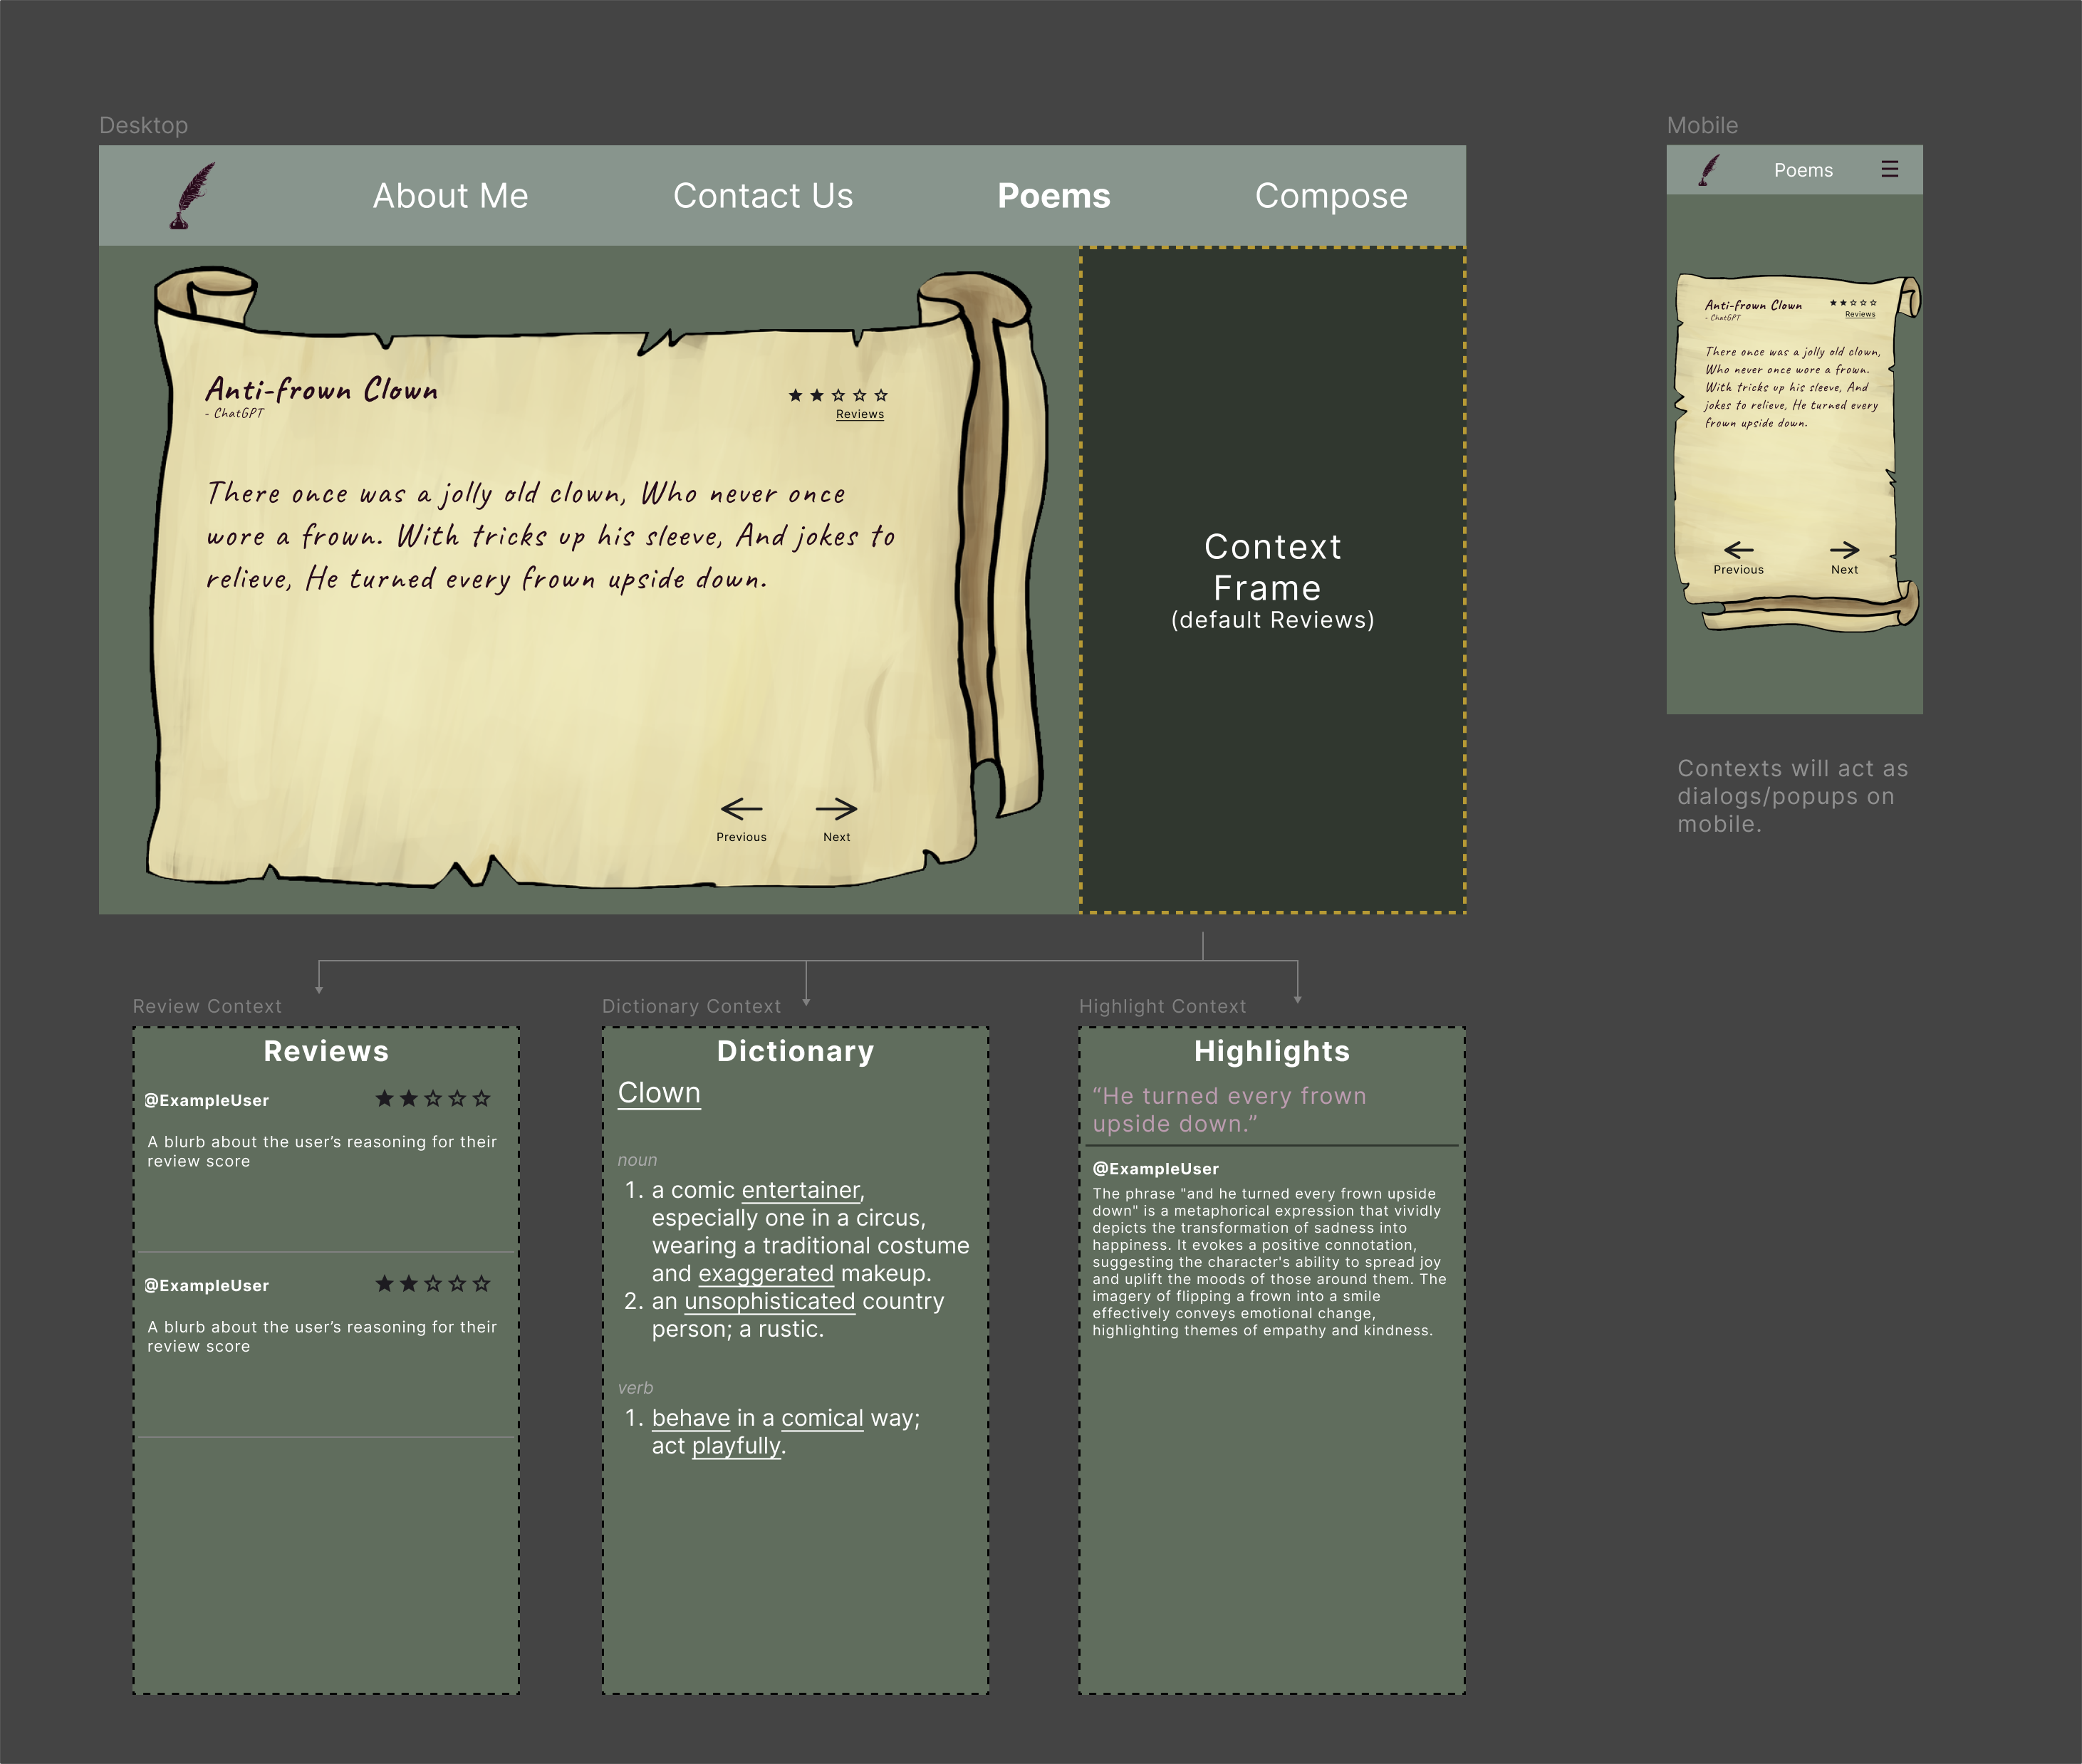 Desktop
About Me
Contact Us
Poems
Compose
Anti-frown Clown
- ChatGPT
Reviews
There once was a jolly old clown, Who never once
wore a frown. With tricks up his sleeve, And jokes to
relieve, He turned every frown upside down.
Previous
Next
Context
Frame
(default Reviews)
Mobile
Poems
Anti-frown Clown
- ChatGPT
Reviews
There once was a jolly old clown,
Who never once wore a frown.
With tricks up his sleeve, And
jokes to relieve, He turned every
frown upside down.
Previous
Next
Contexts will act as
dialogs/popups on
mobile.
Review Context
Reviews
@ExampleUser
A blurb about the user’s reasoning for their
review score
@ExampleUser
A blurb about the user’s reasoning for their
review score
Dictionary Context
Dictionary
Clown
noun
1. a comic entertainer,
especially one in a circus,
wearing a traditional costume
and exaggerated makeup.
2. an unsophisticated country
person; a rustic.
verb
1. behave in a comical way;
act playfully.
Highlight Context
Highlights
“He turned every frown
upside down.”
@ExampleUser
The phrase "and he turned every frown upside
down" is a metaphorical expression that vividly
depicts the transformation of sadness into
happiness. It evokes a positive connotation,
suggesting the character's ability to spread joy
and uplift the moods of those around them. The
imagery of flipping a frown into a smile
effectively conveys emotional change,
highlighting themes of empathy and kindness.